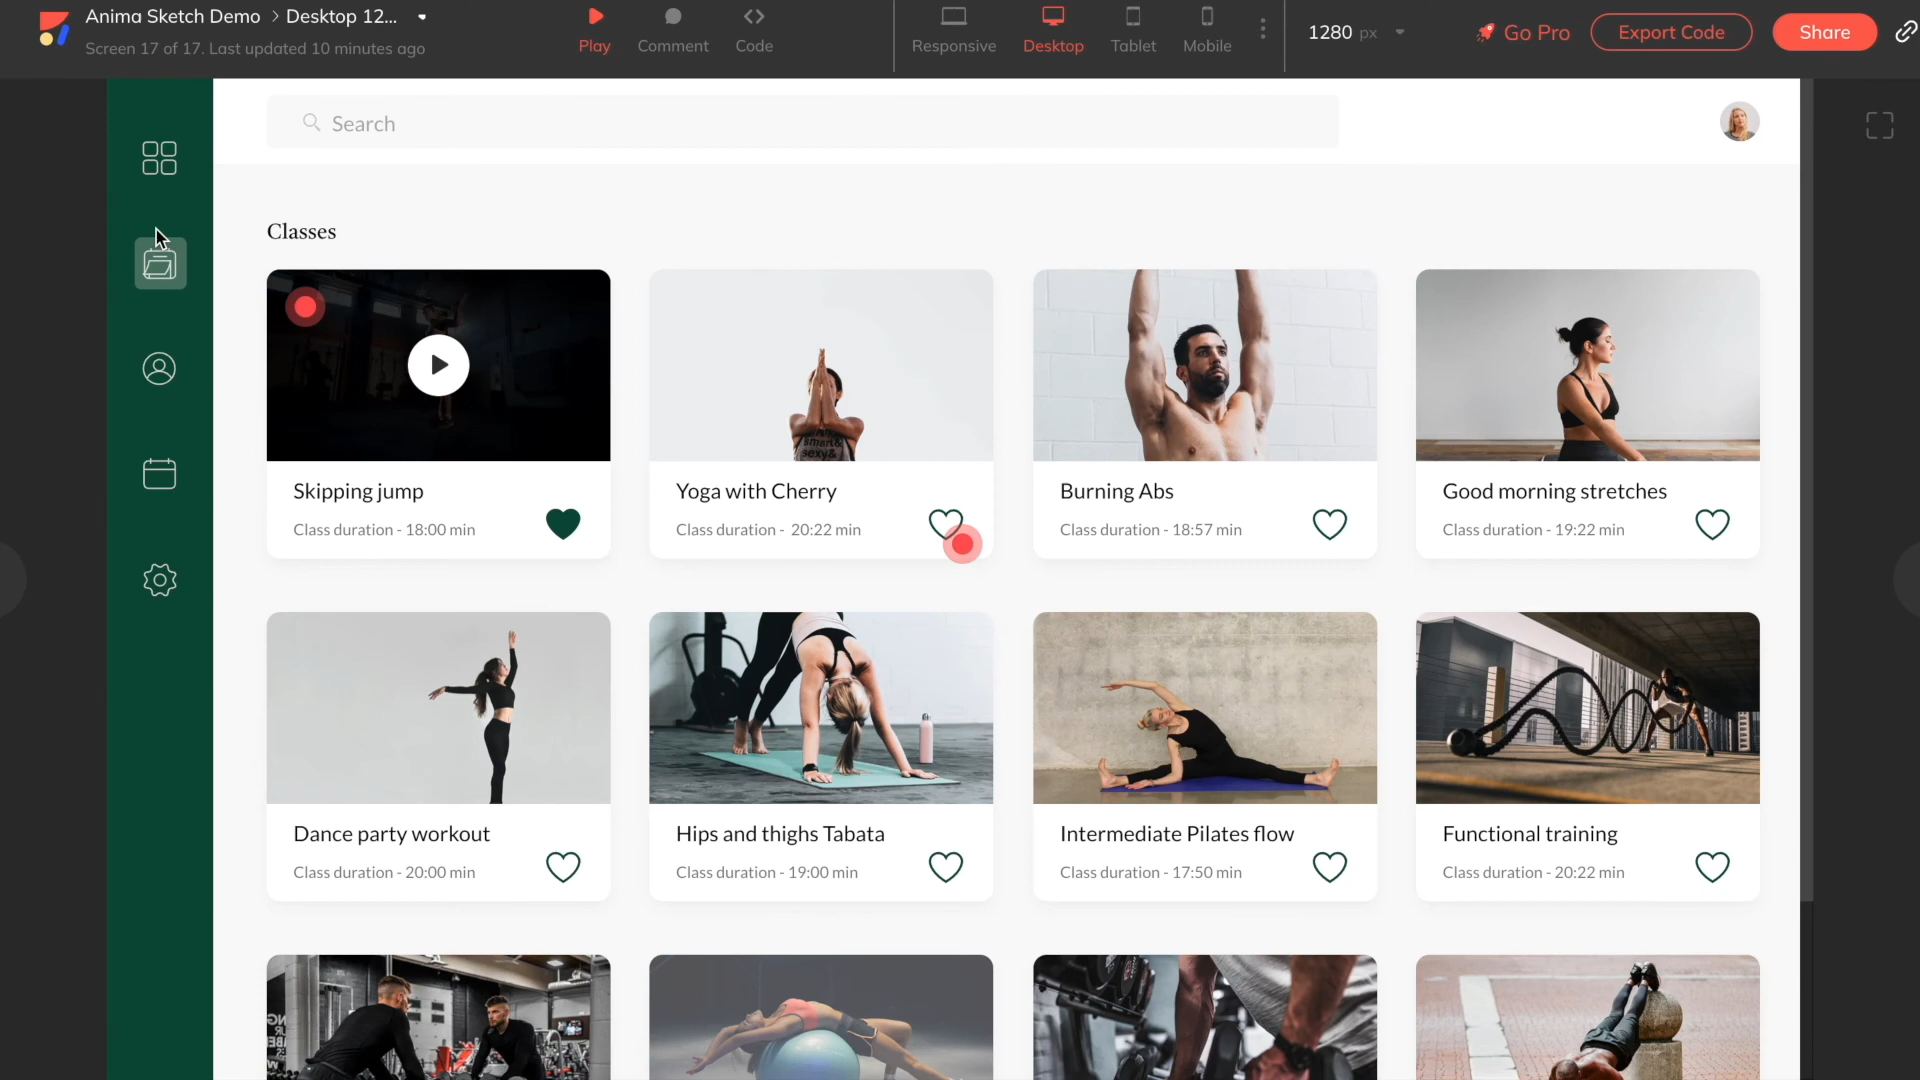 Anima Sketch Demo > Desktop 12...
Screen 17 of 17. Last updated 10 minutes ago
Play
Comment
Code
Responsive
Desktop
Tablet
Mobile
1280 px
Go Pro
Export Code
Share
Search
Classes
Skipping jump
Class duration - 18:00 min
Yoga with Cherry
Class duration - 20:22 min
Burning Abs
Class duration - 18:57 min
Good morning stretches
Class duration - 19:22 min
Dance party workout
Class duration - 20:00 min
Hips and thighs Tabata
Class duration - 19:00 min
Intermediate Pilates flow
Class duration - 17:50 min
Functional training
Class duration - 20:22 min